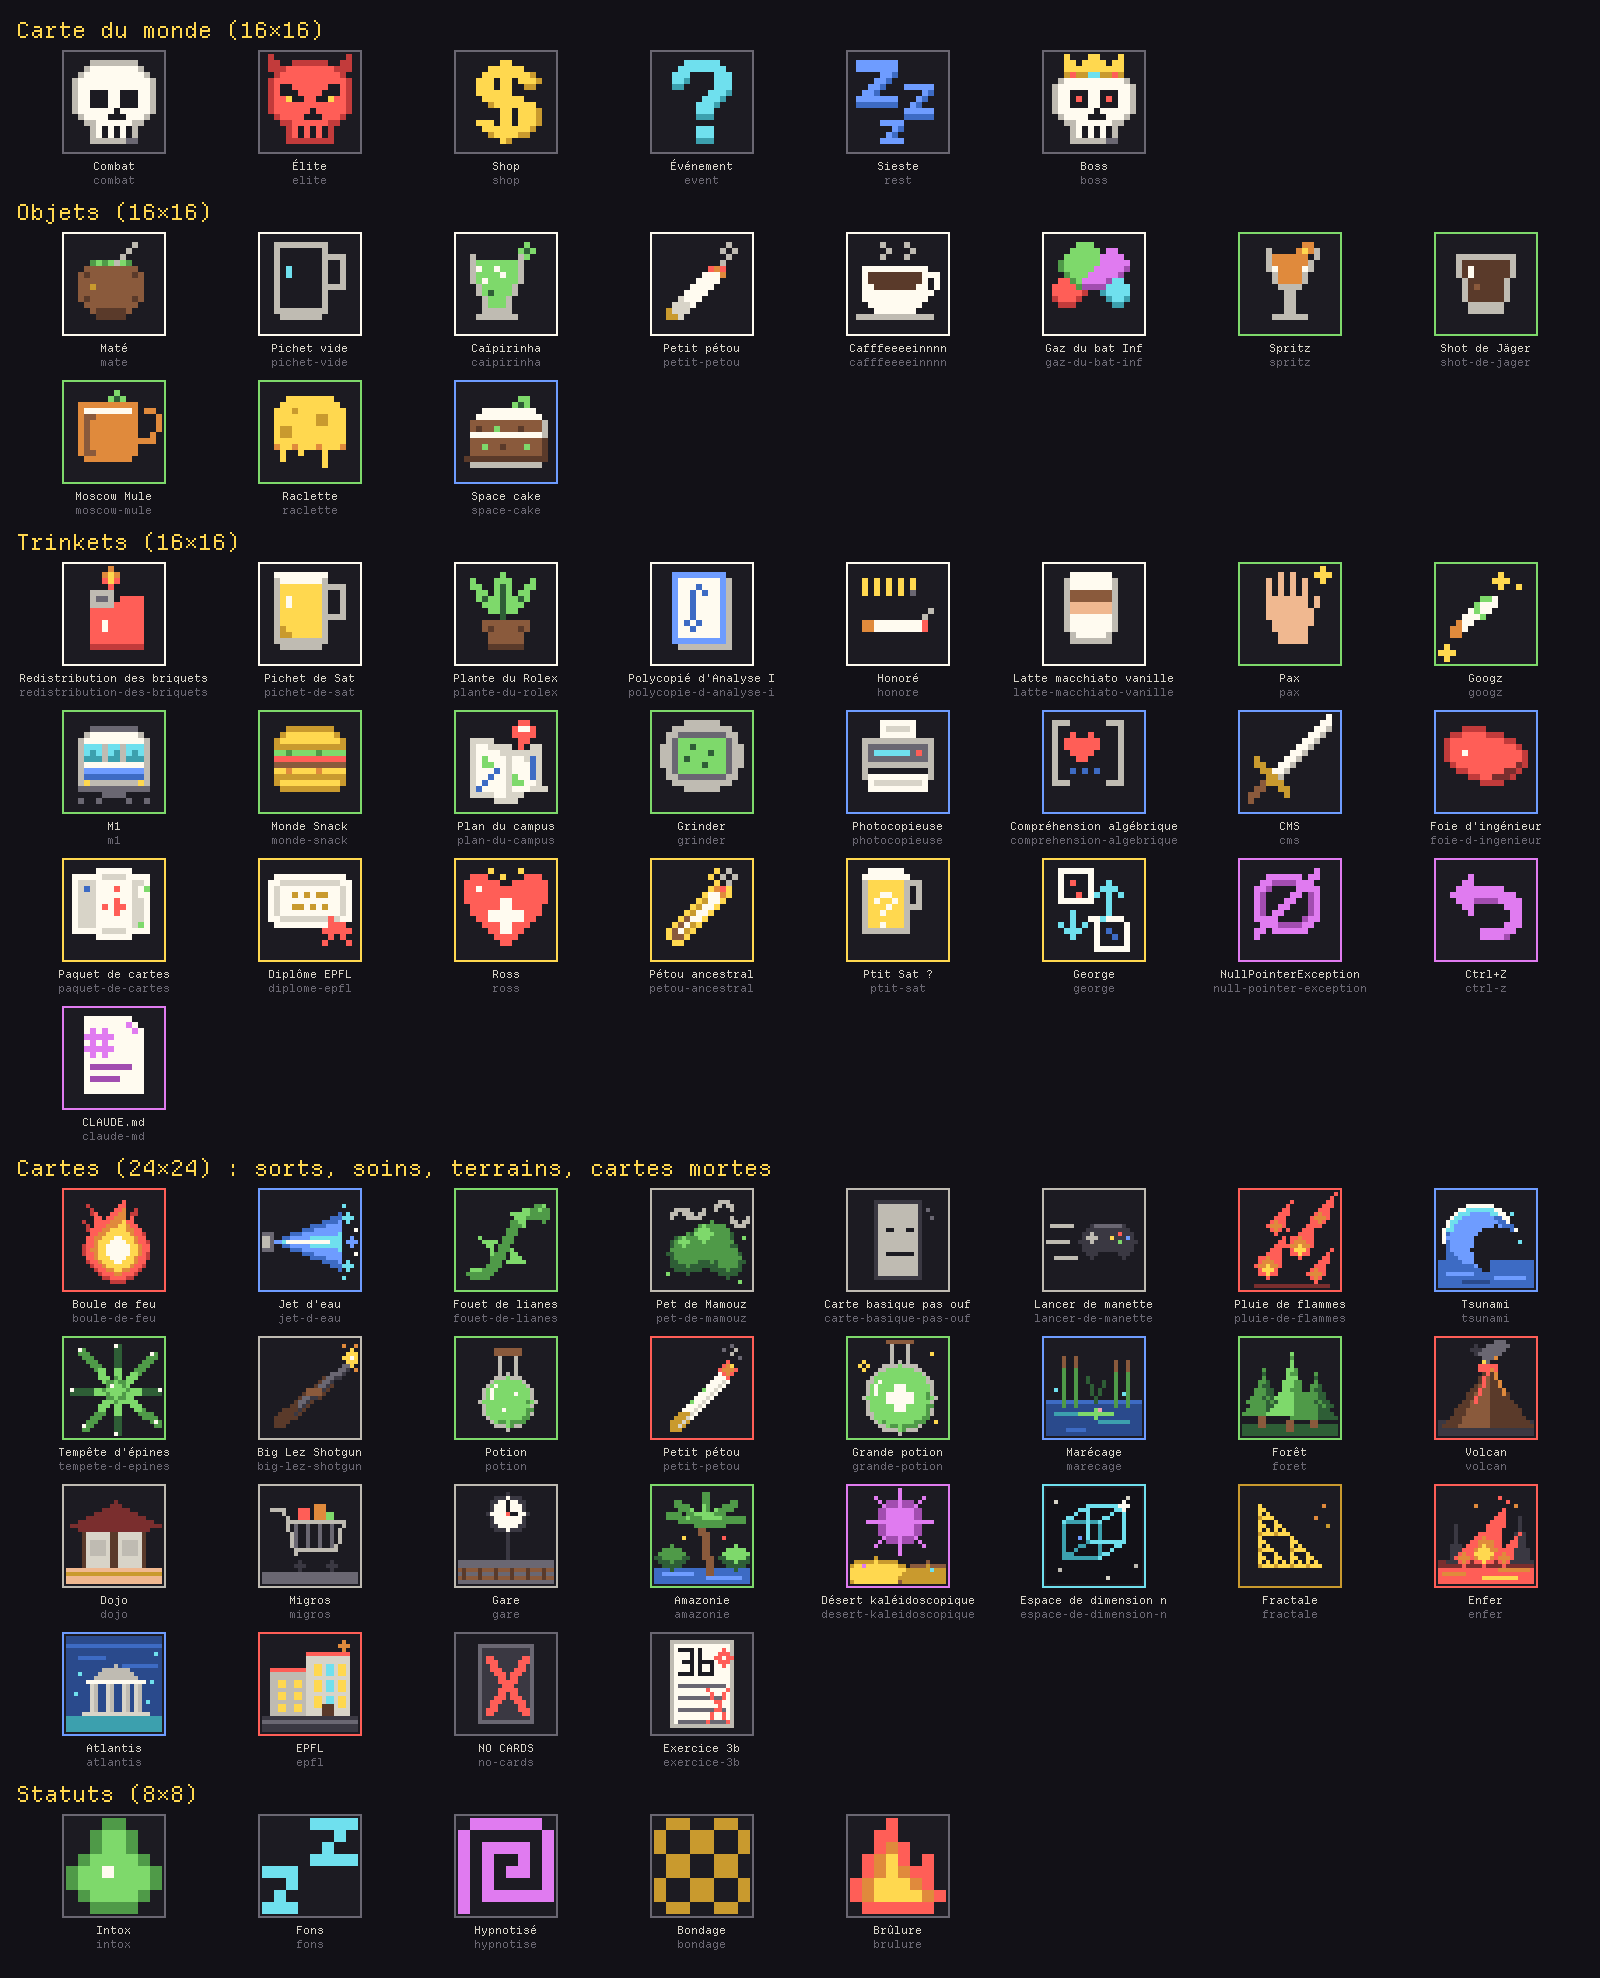 Carte du monde (16×16)
Combat
combat
Élite
elite
Shop
shop
Événement
event
Sieste
rest
Boss
boss
Objets (16×16)
Maté
mate
Pichet vide
pichet-vide
Caïpirinha
caipirinha
Petit pétou
petit-petou
Cafffeeeeinnnn
cafffeeeeinnnn
Gaz du bat Inf
gaz-du-bat-inf
Spritz
spritz
Shot de Jäger
shot-de-jager
Moscow Mule
moscow-mule
Raclette
raclette
Space cake
space-cake
Trinkets (16×16)
Redistribution des briquets
redistribution-des-briquets
Pichet de Sat
pichet-de-sat
Plante du Rolex
plante-du-rolex
Polycopié d'Analyse I
polycopie-d-analyse-i
Honoré
honore
Latte macchiato vanille
latte-macchiato-vanille
Pax
pax
Googz
googz
M1
m1
Monde Snack
monde-snack
Plan du campus
plan-du-campus
Grinder
grinder
Photocopieuse
photocopieuse
Compréhension algébrique
comprehension-algebrique
CMS
cms
Foie d'ingénieur
foie-d-ingenieur
Paquet de cartes
paquet-de-cartes
Diplôme EPFL
diplome-epfl
Ross
ross
Pétou ancestral
petou-ancestral
?
Ptit Sat ?
ptit-sat
George
george
NullPointerException
null-pointer-exception
Ctrl+Z
ctrl-z
#
CLAUDE.md
claude-md
Cartes (24×24) : sorts, soins, terrains, cartes mortes
Boule de feu
boule-de-feu
Jet d'eau
jet-d-eau
Fouet de lianes
fouet-de-lianes
Pet de Mamouz
pet-de-mamouz
Carte basique pas ouf
carte-basique-pas-ouf
Lancer de manette
lancer-de-manette
Pluie de flammes
pluie-de-flammes
Tsunami
tsunami
Tempête d'épines
tempete-d-epines
Big Lez Shotgun
big-lez-shotgun
Potion
potion
Petit pétou
petit-petou
Grande potion
grande-potion
Marécage
marecage
Forêt
foret
Volcan
volcan
Dojo
dojo
Migros
migros
Gare
gare
Amazonie
amazonie
Désert kaléidoscopique
desert-kaleidoscopique
Espace de dimension n
espace-de-dimension-n
Fractale
fractale
Enfer
enfer
Atlantis
atlantis
EPFL
epfl
NO CARDS
no-cards
3b
Exercice 3b
exercice-3b
Statuts (8×8)
Intox
intox
Fons
fons
Hypnotisé
hypnotise
Bondage
bondage
Brûlure
brulure